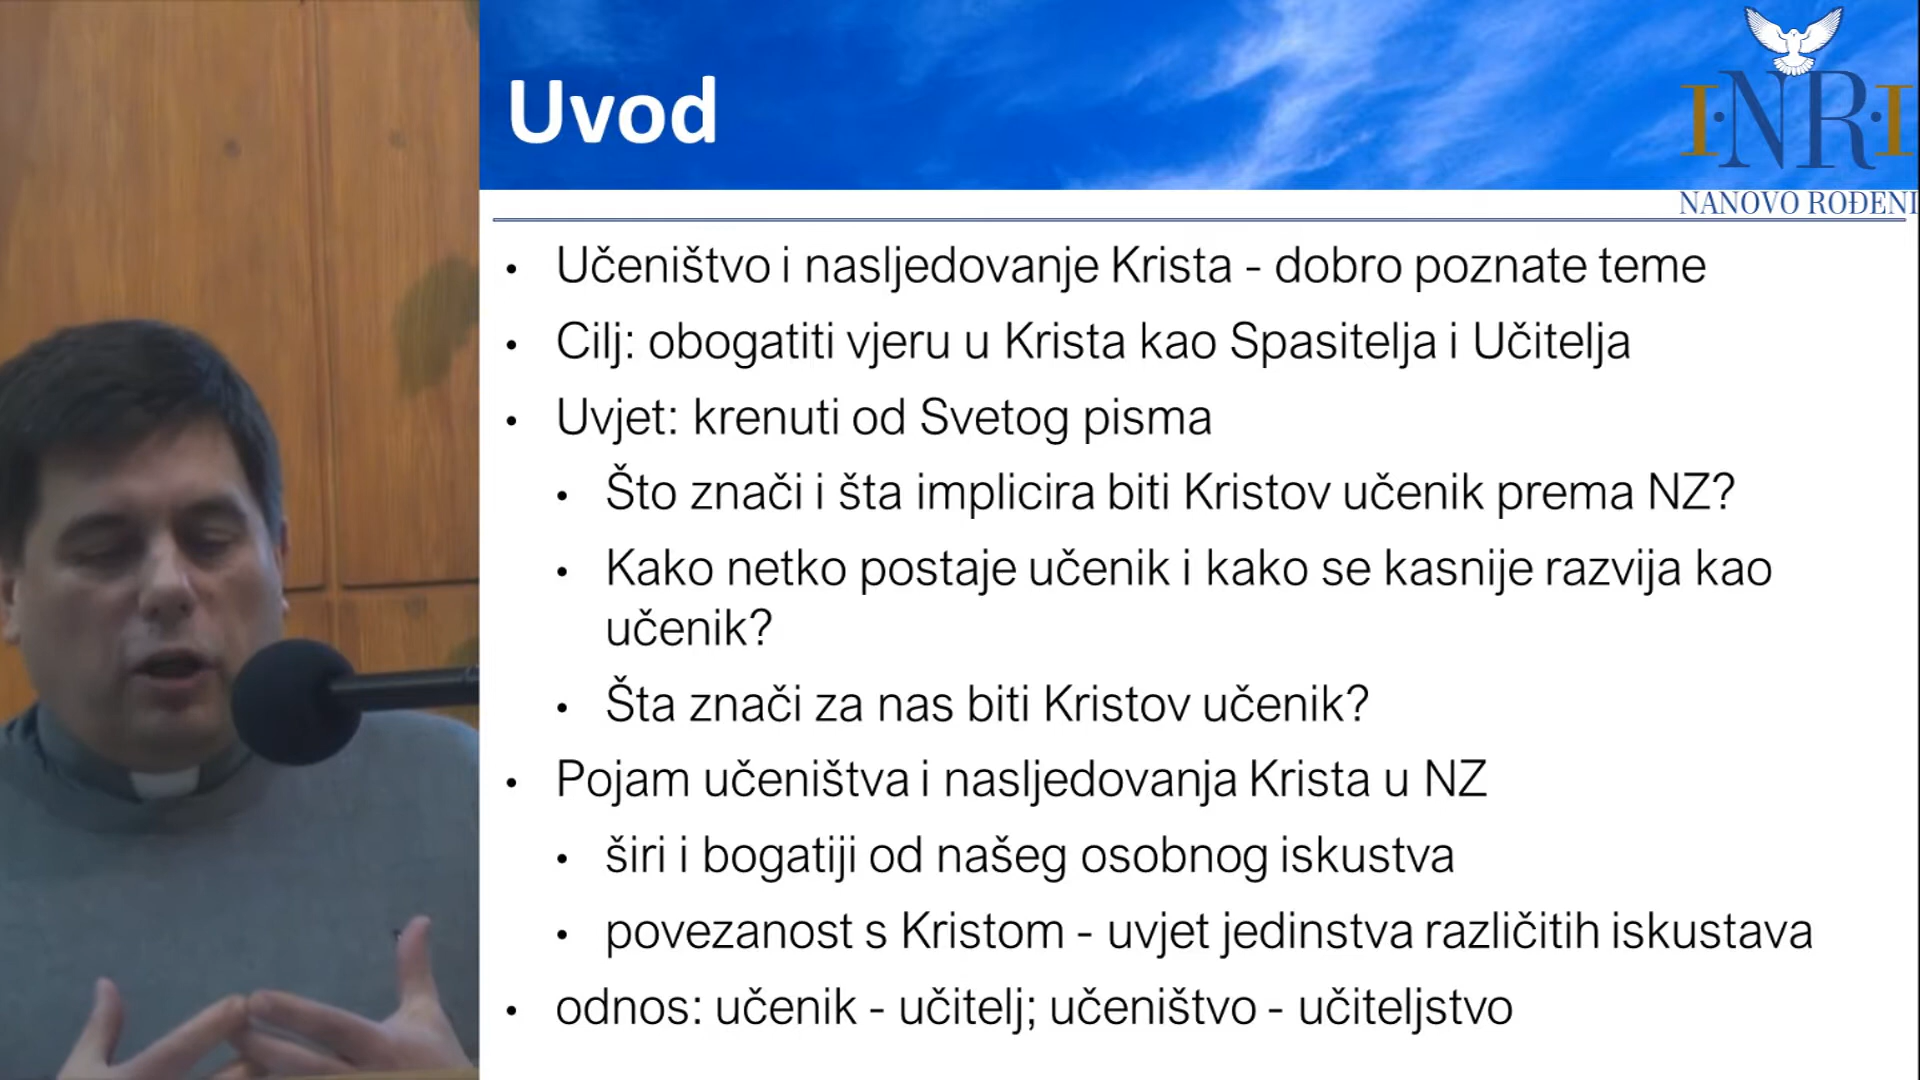 Uvod
I·NR·I
NANOVO ROĐENI
• Učeništvo i nasljedovanje Krista - dobro poznate teme
• Cilj: obogatiti vjeru u Krista kao Spasitelja i Učitelja
• Uvjet: krenuti od Svetog pisma
• Što znači i šta implicira biti Kristov učenik prema NZ?
• Kako netko postaje učenik i kako se kasnije razvija kao
učenik?
• Šta znači za nas biti Kristov učenik?
• Pojam učeništva i nasljedovanja Krista u NZ
• širi i bogatiji od našeg osobnog iskustva
• povezanost s Kristom - uvjet jedinstva različitih iskustava
• odnos: učenik - učitelj; učeništvo - učiteljstvo